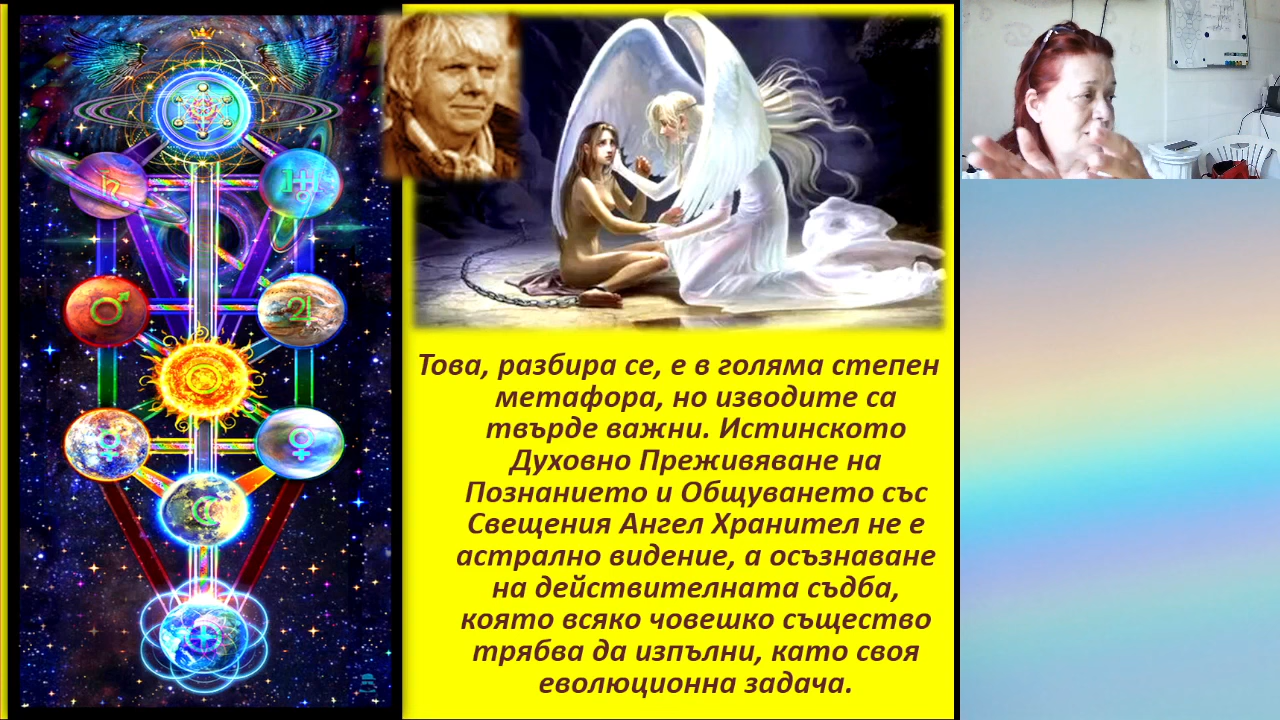 Това, разбира се, е в голяма степен
метафора, но изводите са
твърде важни. Истинското
Духовно Преживяване на
Познанието и Общуването със
Свещения Ангел Хранител не е
астрално видение, а осъзнаване
на действителната съдба,
която всяко човешко същество
трябва да изпълни, като своя
еволюционна задача.